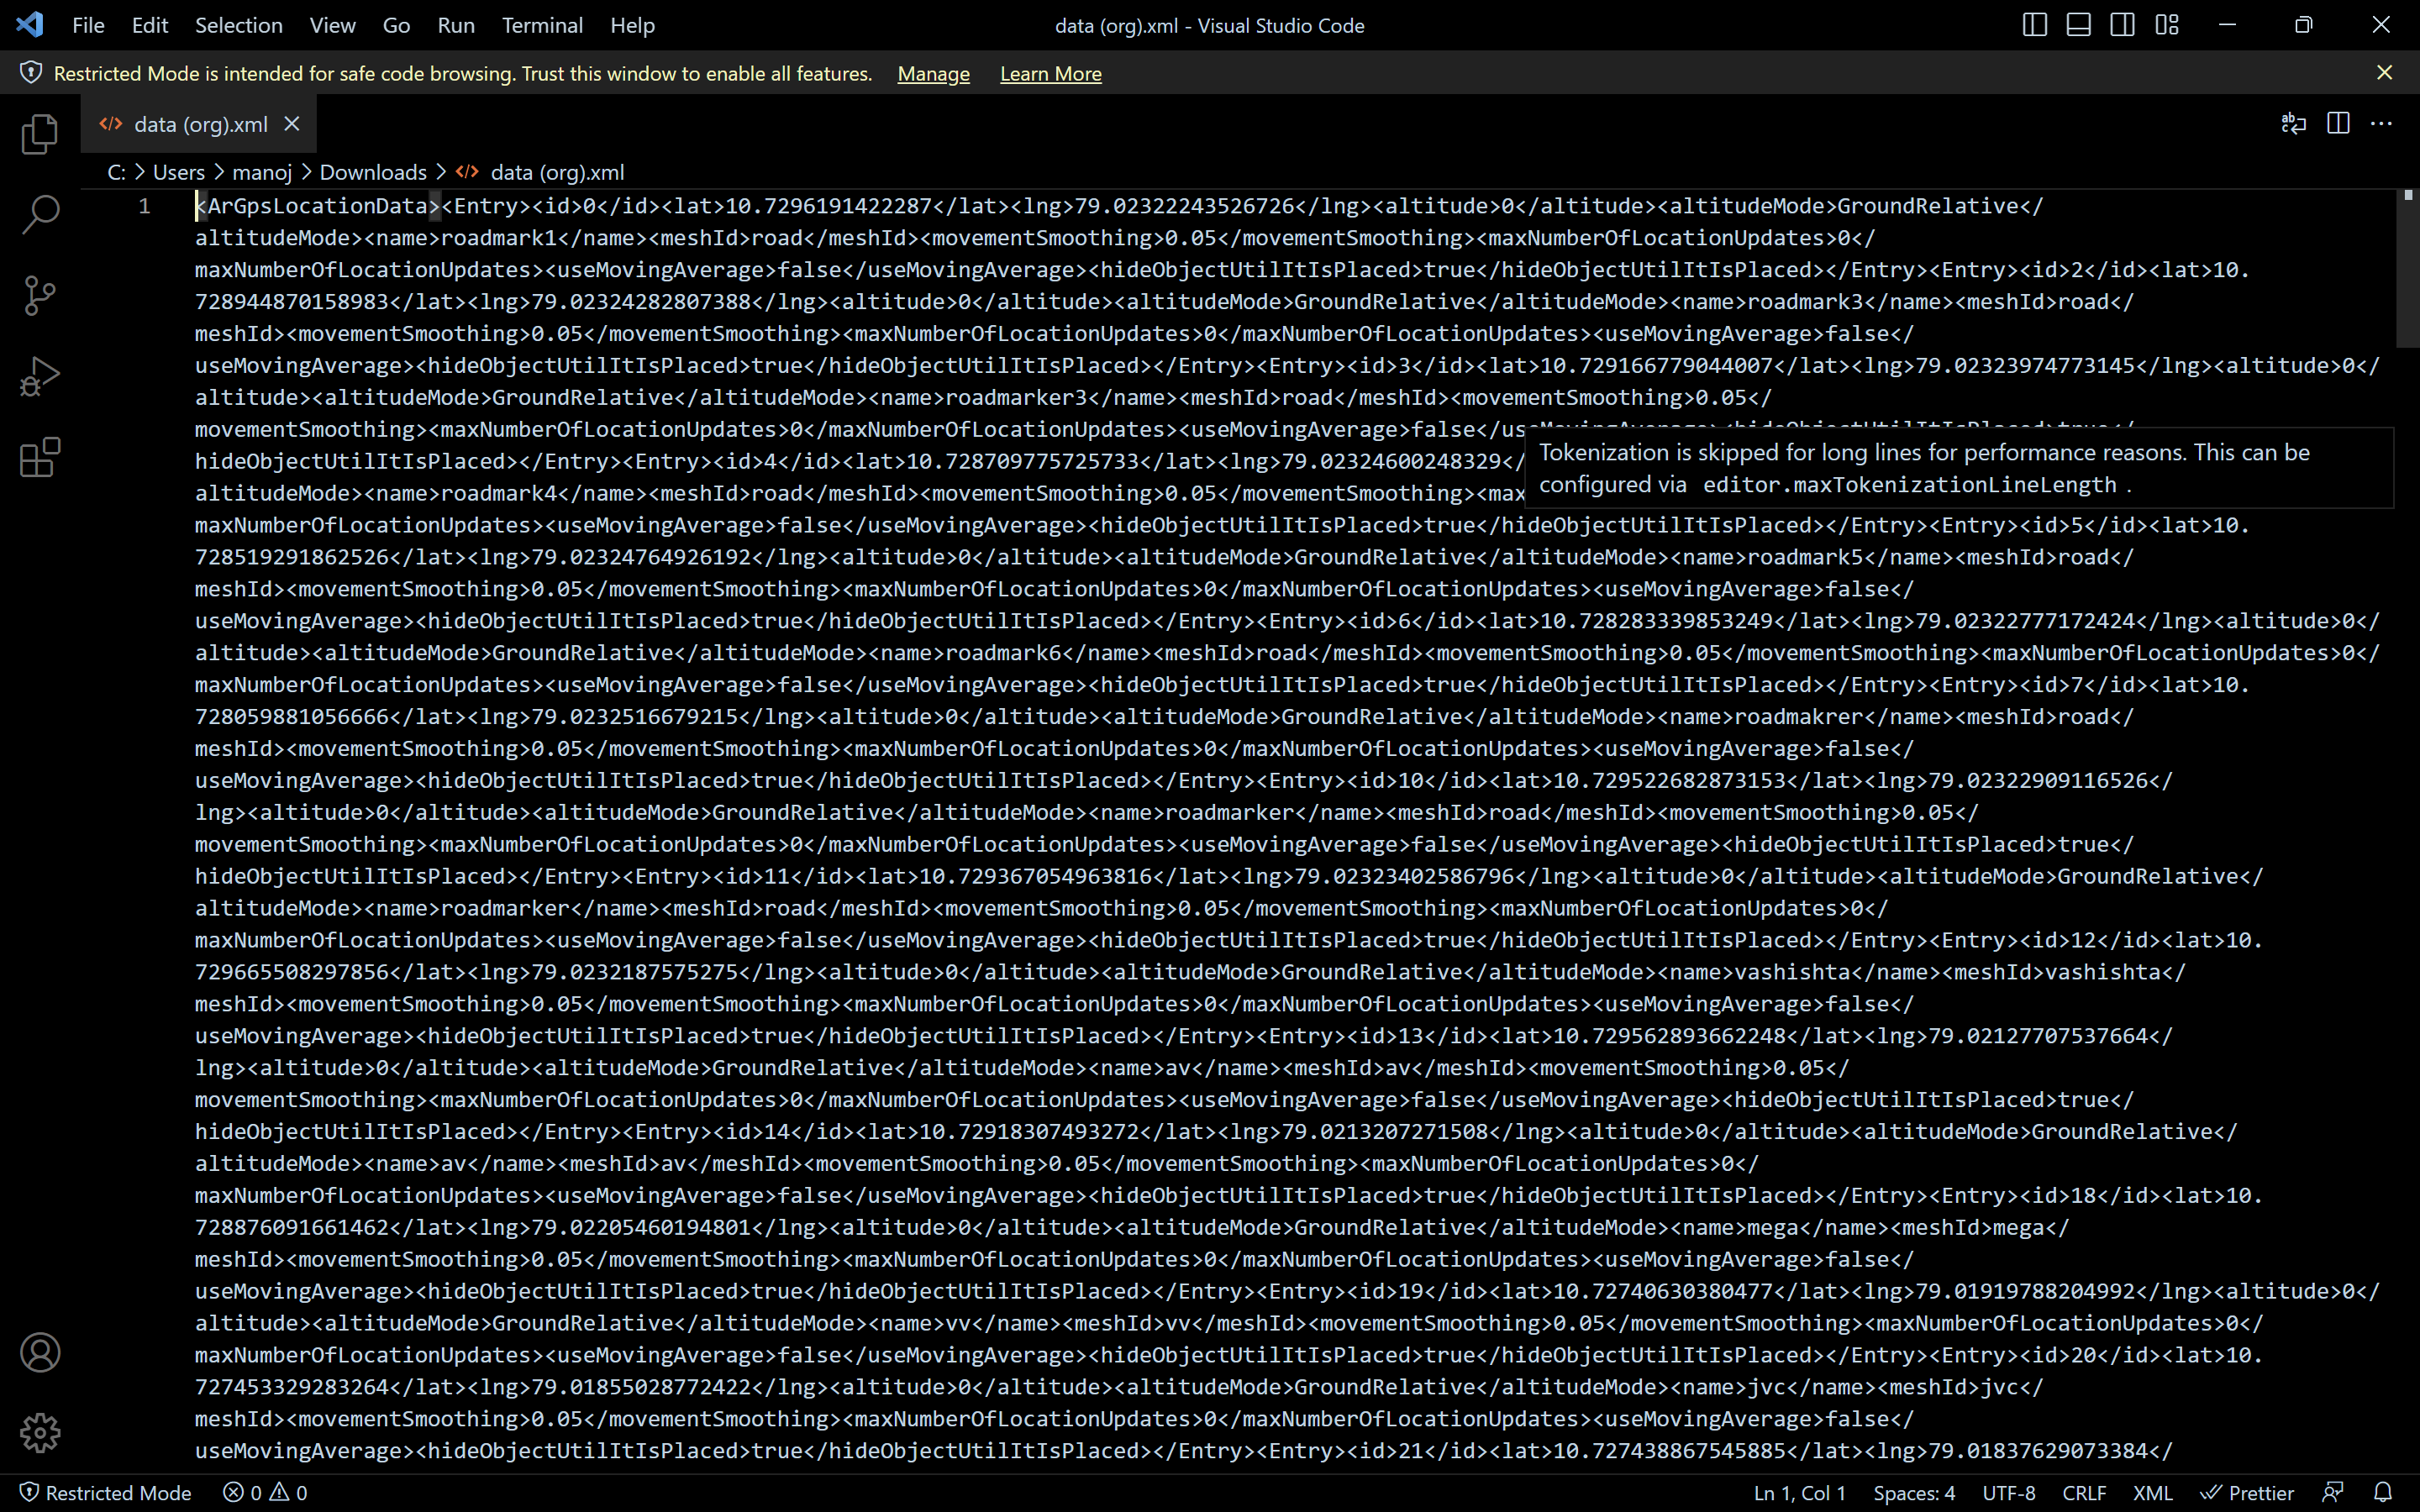 File Edit Selection View Go Run Terminal Help
data (org).xml - Visual Studio Code
Restricted Mode is intended for safe code browsing. Trust this window to enable all features. Manage Learn More
data (org).xml
C: > Users > manoj > Downloads > data (org).xml
1
<ArGpsLocationData><Entry><id>0</id><lat>10.7296191422287</lat><lng>79.02322243526726</lng><altitude>0</altitude><altitudeMode>GroundRelative</
altitudeMode><name>roadmark1</name><meshId>road</meshId><movementSmoothing>0.05</movementSmoothing><maxNumberOfLocationUpdates>0</
maxNumberOfLocationUpdates><useMovingAverage>false</useMovingAverage><hideObjectUtilItIsPlaced>true</hideObjectUtilItIsPlaced></Entry><Entry><id>2</id><lat>10.
728944870158983</lat><lng>79.02324282807388</lng><altitude>0</altitude><altitudeMode>GroundRelative</altitudeMode><name>roadmark3</name><meshId>road</
meshId><movementSmoothing>0.05</movementSmoothing><maxNumberOfLocationUpdates>0</maxNumberOfLocationUpdates><useMovingAverage>false</
useMovingAverage><hideObjectUtilItIsPlaced>true</hideObjectUtilItIsPlaced></Entry><Entry><id>3</id><lat>10.729166779044007</lat><lng>79.02323974773145</lng><altitude>0</
altitude><altitudeMode>GroundRelative</altitudeMode><name>roadmarker3</name><meshId>road</meshId><movementSmoothing>0.05</
movementSmoothing><maxNumberOfLocationUpdates>0</maxNumberOfLocationUpdates><useMovingAverage>false</useMovingAverage><hideObjectUtilItIsPlaced>true</
hideObjectUtilItIsPlaced></Entry><Entry><id>4</id><lat>10.728709775725733</lat><lng>79.02324600248329</
Tokenization is skipped for long lines for performance reasons. This can be
configured via editor.maxTokenizationLineLength .
altitudeMode><name>roadmark4</name><meshId>road</meshId><movementSmoothing>0.05</movementSmoothing><max
maxNumberOfLocationUpdates><useMovingAverage>false</useMovingAverage><hideObjectUtilItIsPlaced>true</hideObjectUtilItIsPlaced></Entry><Entry><id>5</id><lat>10.
728519291862526</lat><lng>79.02324764926192</lng><altitude>0</altitude><altitudeMode>GroundRelative</altitudeMode><name>roadmark5</name><meshId>road</
meshId><movementSmoothing>0.05</movementSmoothing><maxNumberOfLocationUpdates>0</maxNumberOfLocationUpdates><useMovingAverage>false</
useMovingAverage><hideObjectUtilItIsPlaced>true</hideObjectUtilItIsPlaced></Entry><Entry><id>6</id><lat>10.728283339853249</lat><lng>79.02322777172424</lng><altitude>0</
altitude><altitudeMode>GroundRelative</altitudeMode><name>roadmark6</name><meshId>road</meshId><movementSmoothing>0.05</movementSmoothing><maxNumberOfLocationUpdates>0</
maxNumberOfLocationUpdates><useMovingAverage>false</useMovingAverage><hideObjectUtilItIsPlaced>true</hideObjectUtilItIsPlaced></Entry><Entry><id>7</id><lat>10.
728059881056666</lat><lng>79.0232516679215</lng><altitude>0</altitude><altitudeMode>GroundRelative</altitudeMode><name>roadmakrer</name><meshId>road</
meshId><movementSmoothing>0.05</movementSmoothing><maxNumberOfLocationUpdates>0</maxNumberOfLocationUpdates><useMovingAverage>false</
useMovingAverage><hideObjectUtilItIsPlaced>true</hideObjectUtilItIsPlaced></Entry><Entry><id>10</id><lat>10.729522682873153</lat><lng>79.02322909116526</
lng><altitude>0</altitude><altitudeMode>GroundRelative</altitudeMode><name>roadmarker</name><meshId>road</meshId><movementSmoothing>0.05</
movementSmoothing><maxNumberOfLocationUpdates>0</maxNumberOfLocationUpdates><useMovingAverage>false</useMovingAverage><hideObjectUtilItIsPlaced>true</
hideObjectUtilItIsPlaced></Entry><Entry><id>11</id><lat>10.729367054963816</lat><lng>79.02323402586796</lng><altitude>0</altitude><altitudeMode>GroundRelative</
altitudeMode><name>roadmarker</name><meshId>road</meshId><movementSmoothing>0.05</movementSmoothing><maxNumberOfLocationUpdates>0</
maxNumberOfLocationUpdates><useMovingAverage>false</useMovingAverage><hideObjectUtilItIsPlaced>true</hideObjectUtilItIsPlaced></Entry><Entry><id>12</id><lat>10.
729665508297856</lat><lng>79.0232187575275</lng><altitude>0</altitude><altitudeMode>GroundRelative</altitudeMode><name>vashishta</name><meshId>vashishta</
meshId><movementSmoothing>0.05</movementSmoothing><maxNumberOfLocationUpdates>0</maxNumberOfLocationUpdates><useMovingAverage>false</
useMovingAverage><hideObjectUtilItIsPlaced>true</hideObjectUtilItIsPlaced></Entry><Entry><id>13</id><lat>10.729562893662248</lat><lng>79.02127707537664</
lng><altitude>0</altitude><altitudeMode>GroundRelative</altitudeMode><name>av</name><meshId>av</meshId><movementSmoothing>0.05</
movementSmoothing><maxNumberOfLocationUpdates>0</maxNumberOfLocationUpdates><useMovingAverage>false</useMovingAverage><hideObjectUtilItIsPlaced>true</
hideObjectUtilItIsPlaced></Entry><Entry><id>14</id><lat>10.72918307493272</lat><lng>79.0213207271508</lng><altitude>0</altitude><altitudeMode>GroundRelative</
altitudeMode><name>av</name><meshId>av</meshId><movementSmoothing>0.05</movementSmoothing><maxNumberOfLocationUpdates>0</
maxNumberOfLocationUpdates><useMovingAverage>false</useMovingAverage><hideObjectUtilItIsPlaced>true</hideObjectUtilItIsPlaced></Entry><Entry><id>18</id><lat>10.
728876091661462</lat><lng>79.02205460194801</lng><altitude>0</altitude><altitudeMode>GroundRelative</altitudeMode><name>mega</name><meshId>mega</
meshId><movementSmoothing>0.05</movementSmoothing><maxNumberOfLocationUpdates>0</maxNumberOfLocationUpdates><useMovingAverage>false</
useMovingAverage><hideObjectUtilItIsPlaced>true</hideObjectUtilItIsPlaced></Entry><Entry><id>19</id><lat>10.72740630380477</lat><lng>79.01919788204992</lng><altitude>0</
altitude><altitudeMode>GroundRelative</altitudeMode><name>vv</name><meshId>vv</meshId><movementSmoothing>0.05</movementSmoothing><maxNumberOfLocationUpdates>0</
maxNumberOfLocationUpdates><useMovingAverage>false</useMovingAverage><hideObjectUtilItIsPlaced>true</hideObjectUtilItIsPlaced></Entry><Entry><id>20</id><lat>10.
727453329283264</lat><lng>79.01855028772422</lng><altitude>0</altitude><altitudeMode>GroundRelative</altitudeMode><name>jvc</name><meshId>jvc</
meshId><movementSmoothing>0.05</movementSmoothing><maxNumberOfLocationUpdates>0</maxNumberOfLocationUpdates><useMovingAverage>false</
useMovingAverage><hideObjectUtilItIsPlaced>true</hideObjectUtilItIsPlaced></Entry><Entry><id>21</id><lat>10.727438867545885</lat><lng>79.01837629073384</
Restricted Mode 0 0 Ln 1, Col 1 Spaces: 4 UTF-8 CRLF XML Prettier